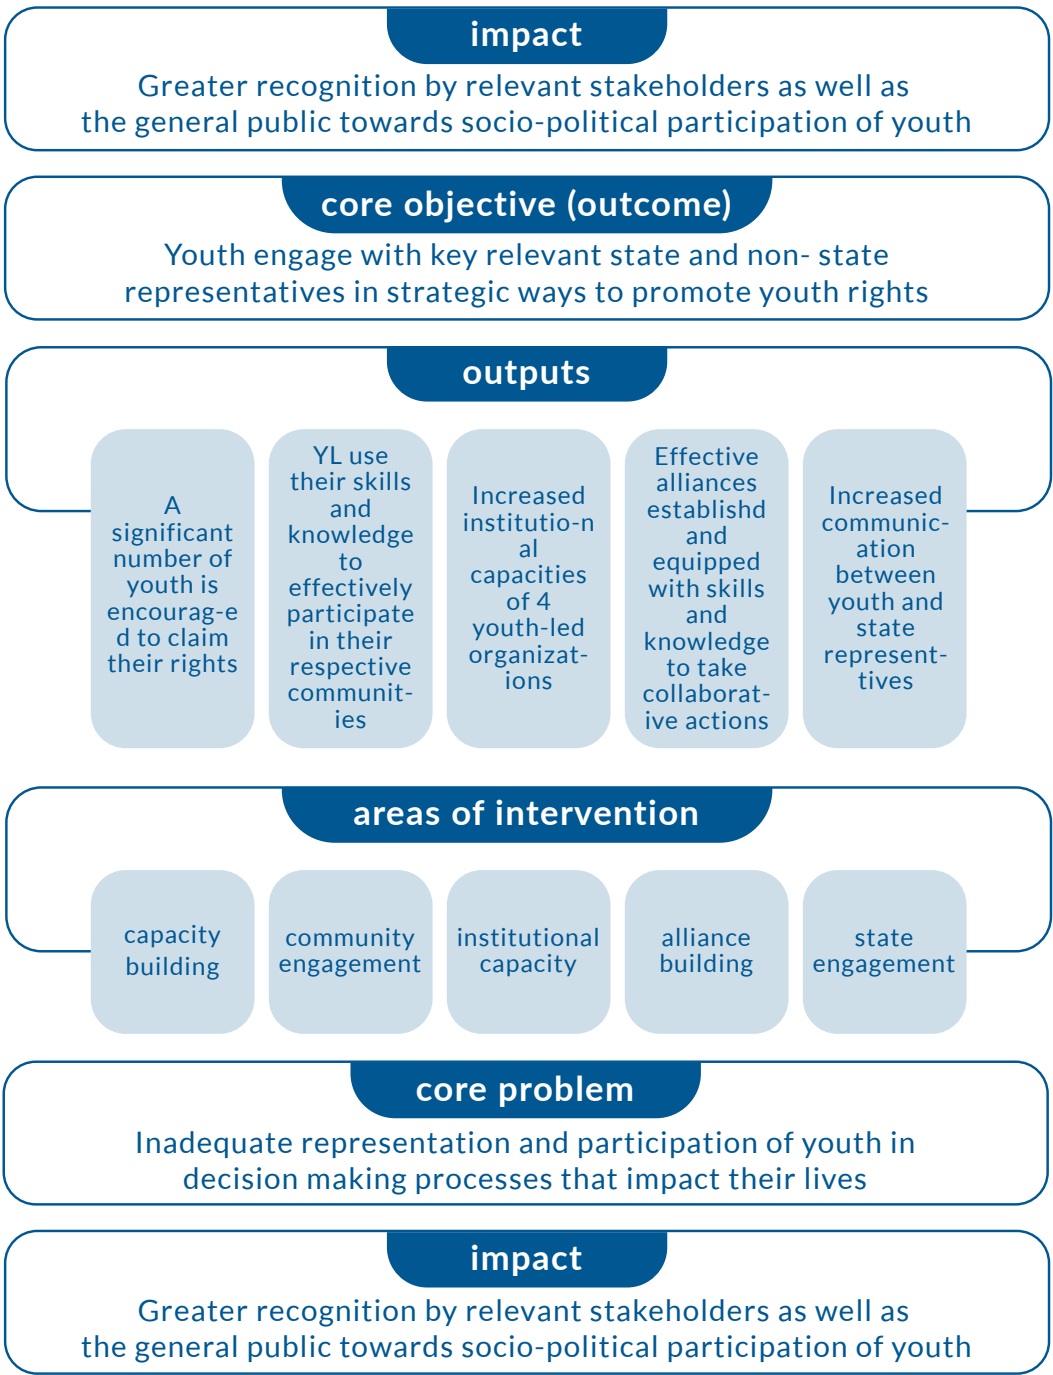 impact
Greater recognition by relevant stakeholders as well as
the general public towards socio-political participation of youth
core objective (outcome)
Youth engage with key relevant state and non- state
representatives in strategic ways to promote youth rights
outputs
A
significant
number of
youth is
encourag-e
d to claim
their rights
YL use
their skills
and
knowledge
to
effectively
participate
in their
respective
communit-
ies
Increased
institutio-n
al
capacities
of 4
youth-led
organizat-
ions
Effective
alliances
establishd
and
equipped
with skills
and
knowledge
to take
collaborat-
ive actions
Increased
communic-
ation
between
youth and
state
represent-
tives
areas of intervention
capacity
building
community
engagement
institutional
capacity
alliance
building
state
engagement
core problem
Inadequate representation and participation of youth in
decision making processes that impact their lives
impact
Greater recognition by relevant stakeholders as well as
the general public towards socio-political participation of youth